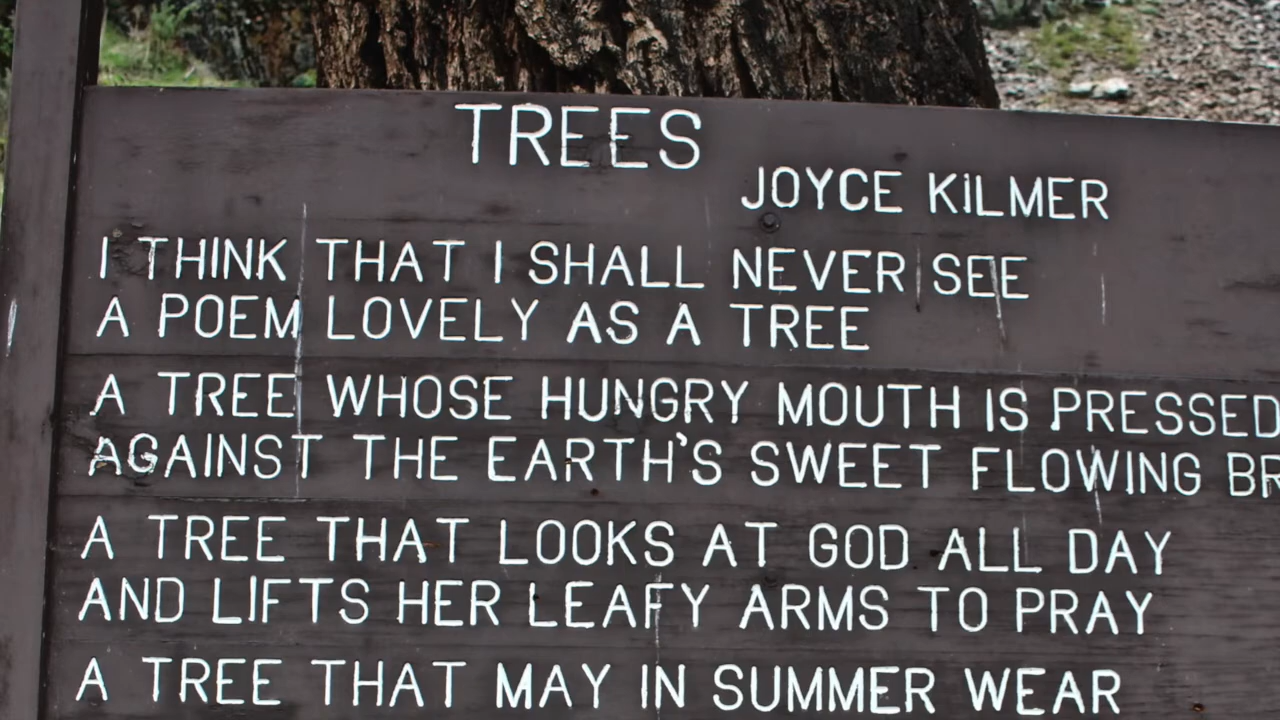 TREES
JOYCE KILMER
I THINK THAT I SHALL NEVER SEE
A POEM LOVELY AS A TREE
A TREE WHOSE HUNGRY MOUTH IS PRESSED
AGAINST THE EARTH'S SWEET FLOWING
A TREE THAT LOOKS AT GOD ALL DAY
AND LIFTS HER LEAFY ARMS TO PRAY
A TREE THAT MAY IN SUMMER WEAR